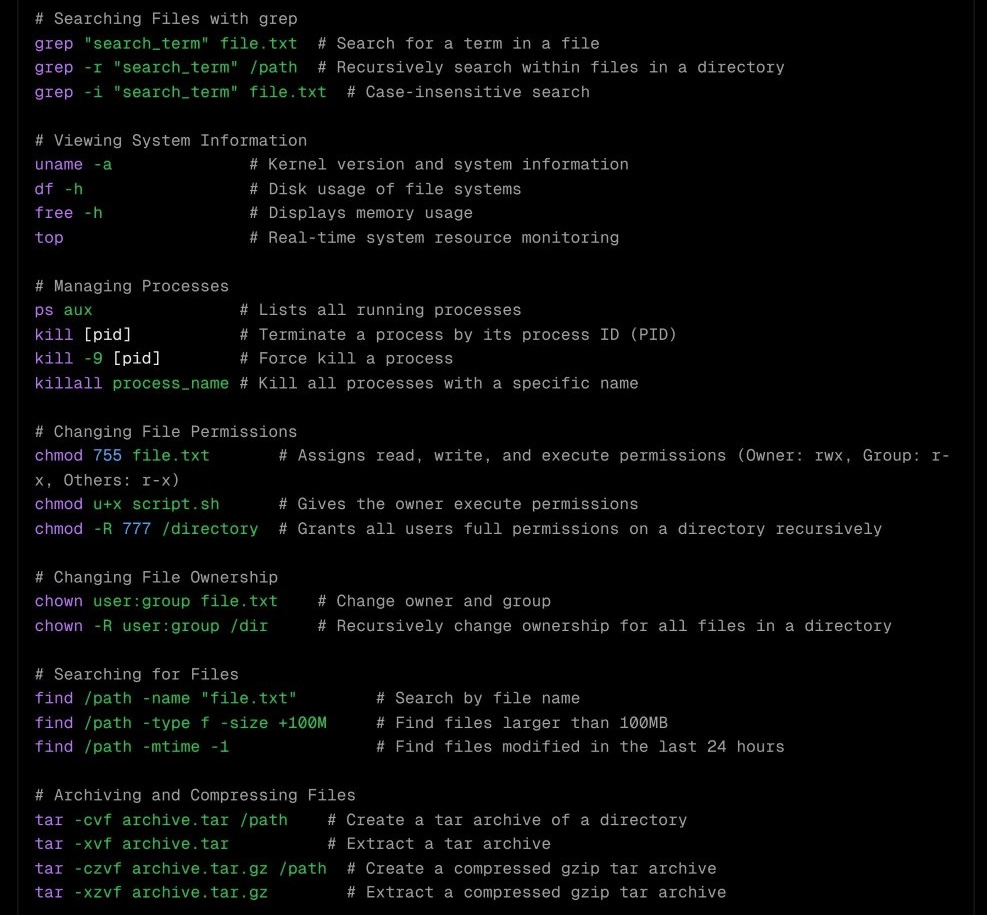 # Searching Files with grep
grep "search_term" file.txt  # Search for a term in a file
grep -r "search_term" /path  # Recursively search within files in a directory
grep -i "search_term" file.txt  # Case-insensitive search

# Viewing System Information
uname -a              # Kernel version and system information
df -h                 # Disk usage of file systems
free -h               # Displays memory usage
top                   # Real-time system resource monitoring

# Managing Processes
ps aux               # Lists all running processes
kill [pid]           # Terminate a process by its process ID (PID)
kill -9 [pid]        # Force kill a process
killall process_name # Kill all processes with a specific name

# Changing File Permissions
chmod 755 file.txt       # Assigns read, write, and execute permissions (Owner: rwx, Group: r-
x, Others: r-x)
chmod u+x script.sh      # Gives the owner execute permissions
chmod -R 777 /directory  # Grants all users full permissions on a directory recursively

# Changing File Ownership
chown user:group file.txt    # Change owner and group
chown -R user:group /dir     # Recursively change ownership for all files in a directory

# Searching for Files
find /path -name "file.txt"        # Search by file name
find /path -type f -size +100M     # Find files larger than 100MB
find /path -mtime -1               # Find files modified in the last 24 hours

# Archiving and Compressing Files
tar -cvf archive.tar /path    # Create a tar archive of a directory
tar -xvf archive.tar          # Extract a tar archive
tar -czvf archive.tar.gz /path  # Create a compressed gzip tar archive
tar -xzvf archive.tar.gz        # Extract a compressed gzip tar archive